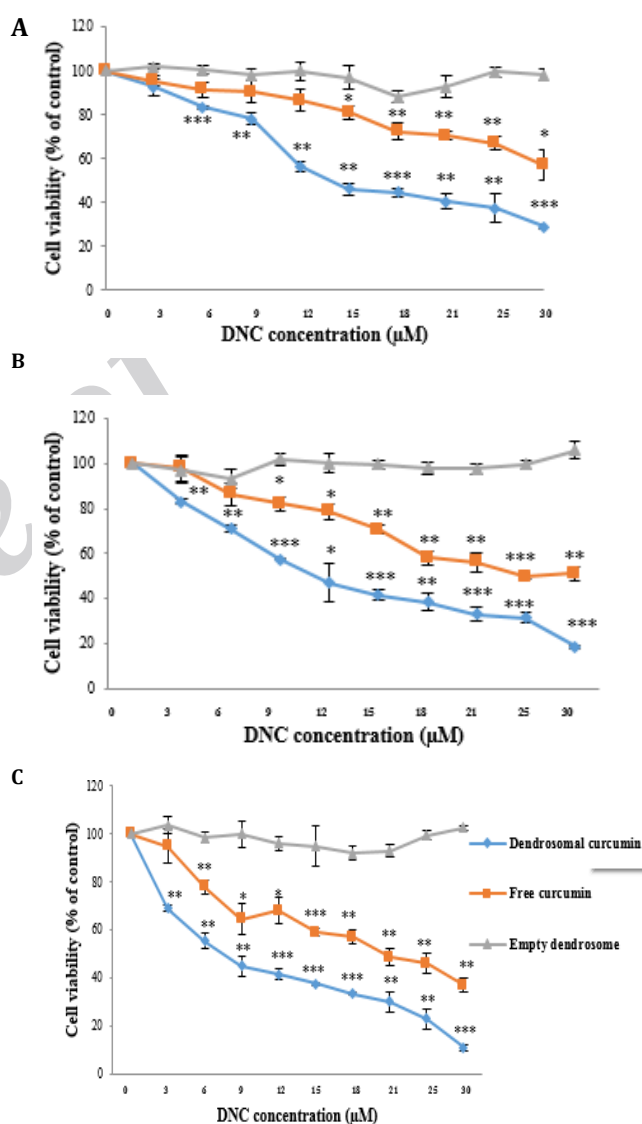 A
120
100
80
60
40
20
0
Cell viability (% of control)
* ** ** ** *
*** ** ** ** *** ** ** ***
0 3 6 9 12 15 18 21 25 30
DNC concentration (μM)
B
120
100
80
60
40
20
0
Cell viability (% of control)
* * ** ** ** *** **
** ** *** * *** ** *** *** ***
0 3 6 9 12 15 18 21 25 30
DNC concentration (μM)
C
120
100
80
60
40
20
0
Cell viability (% of control)
** * * *** ** ** ** **
** ** ** *** *** *** ** ** ***
0 3 6 9 12 15 18 21 25 30
DNC concentration (μM)
Dendrosomal curcumin
Free curcumin
Empty dendrosome